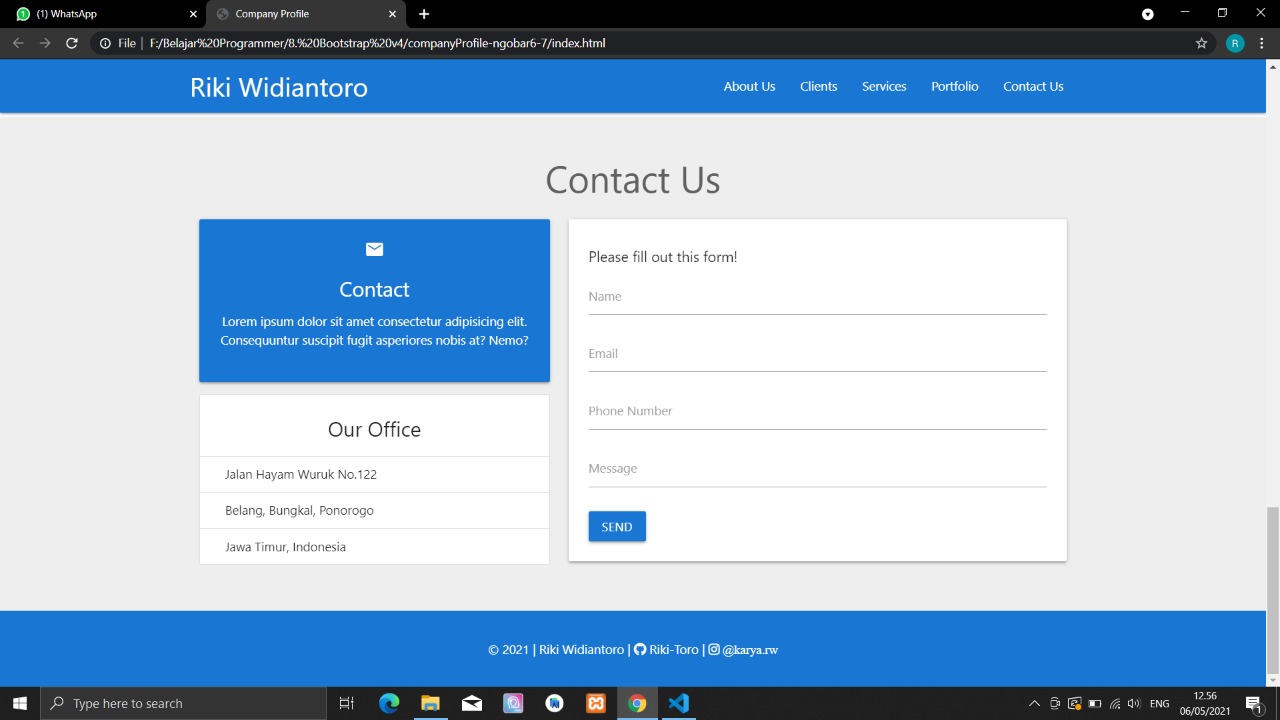 (1) WhatsApp
Company Profile
File | F:/Belajar%20Programmer/8.%20Bootstrap%20v4/companyProfile-ngobar6-7/index.html
R
Riki Widiantoro
About Us Clients Services Portfolio Contact Us
Contact Us
Contact
Lorem ipsum dolor sit amet consectetur adipisicing elit.
Consequuntur suscipit fugit asperiores nobis at? Nemo?
Our Office
Jalan Hayam Wuruk No.122
Belang, Bungkal, Ponorogo
Jawa Timur, Indonesia
Please fill out this form!
Name
Email
Phone Number
Message
SEND
© 2021 | Riki Widiantoro | Riki-Toro | @karya.rw
Type here to search
ENG
12.56
06/05/2021
1